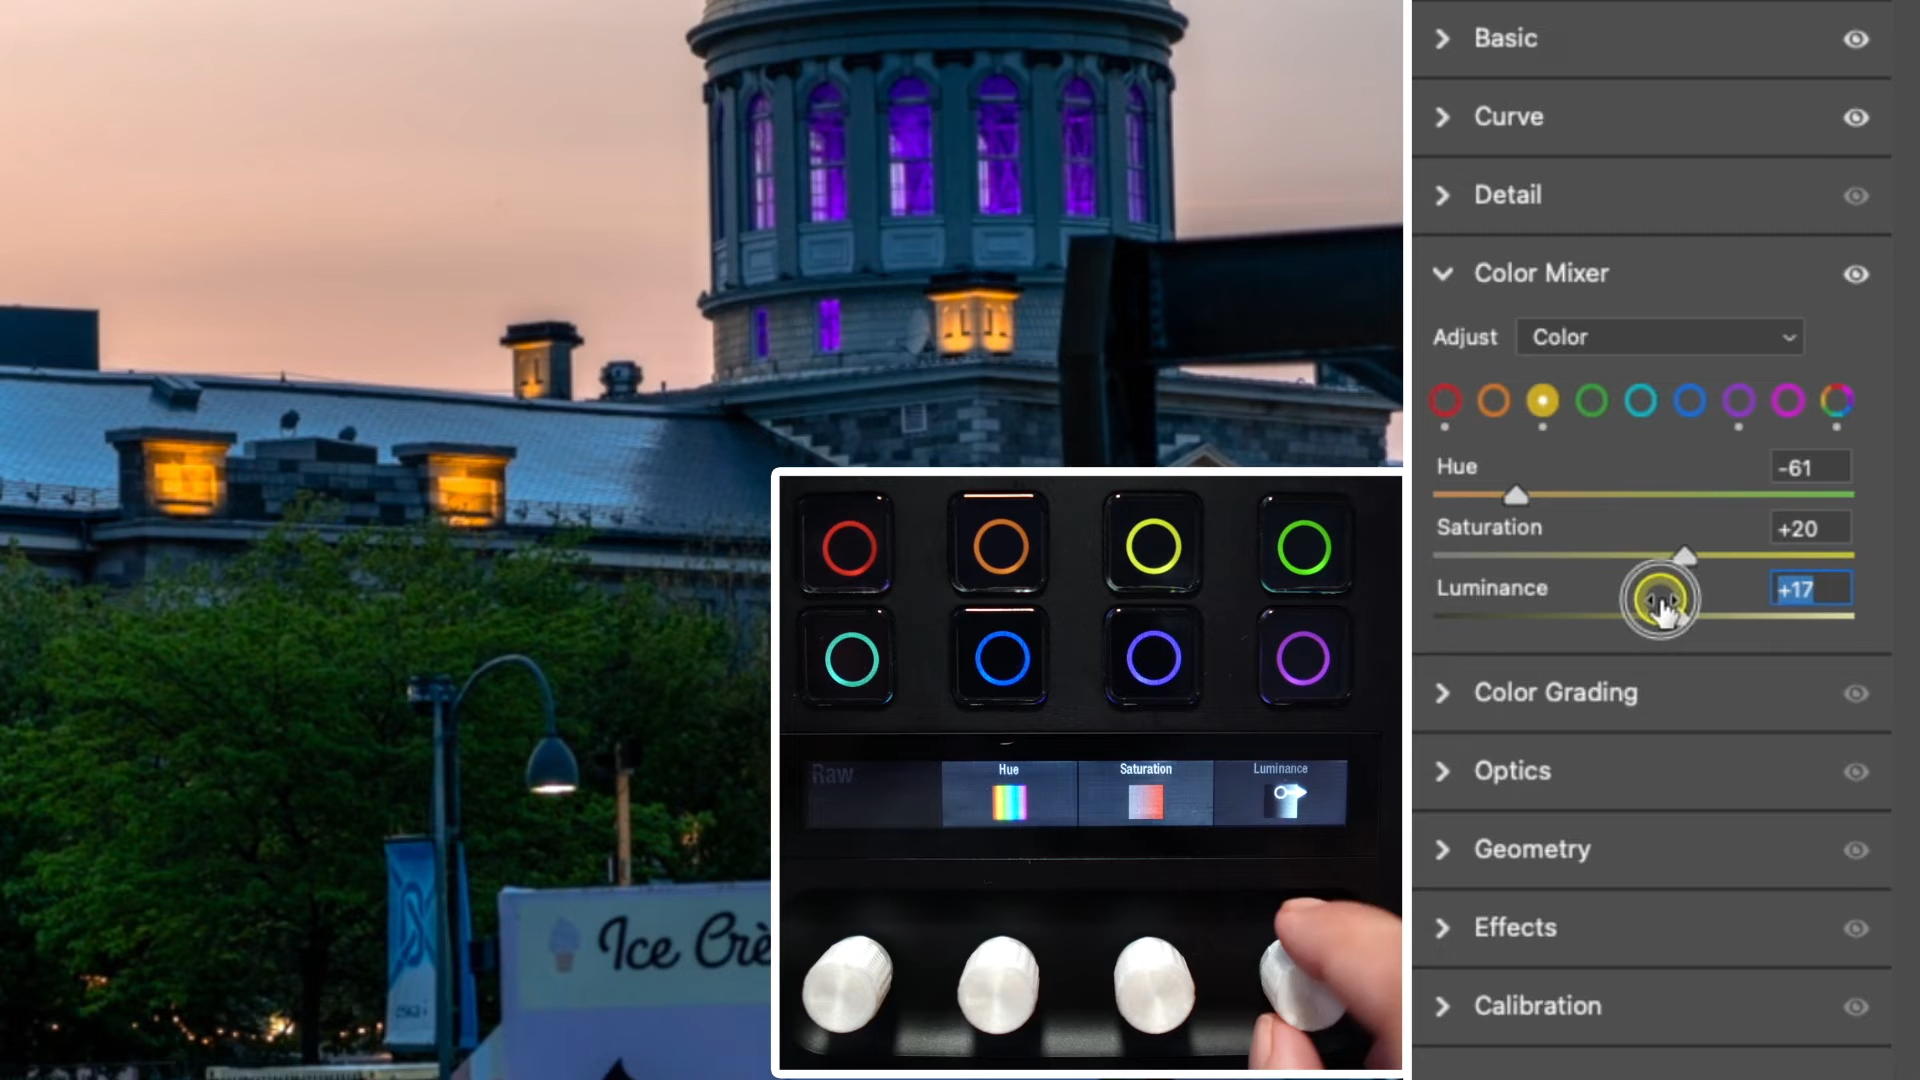 Ice Crè
Raw
Hue
Saturation
Luminance
Basic
Curve
Detail
Color Mixer
Adjust Color
Hue -61
Saturation +20
Luminance +17
Color Grading
Optics
Geometry
Effects
Calibration